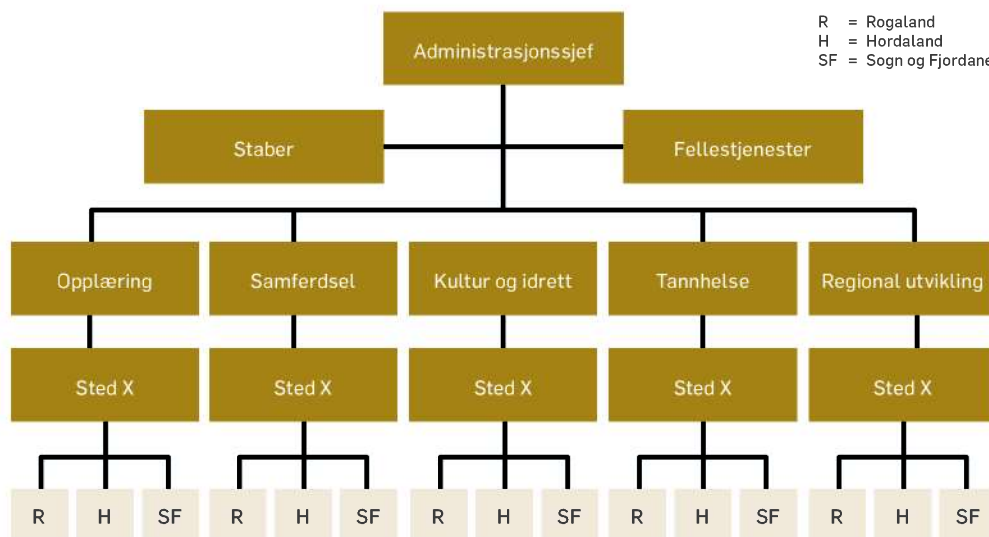 R = Rogaland
H = Hordaland
SF = Sogn og Fjordane
Administrasjonssjef
Staber Fellestjenester
Opplæring Samferdsel Kultur og idrett Tannhelse Regional utvikling
Sted X Sted X Sted X Sted X Sted X
R H SF R H SF R H SF R H SF R H SF